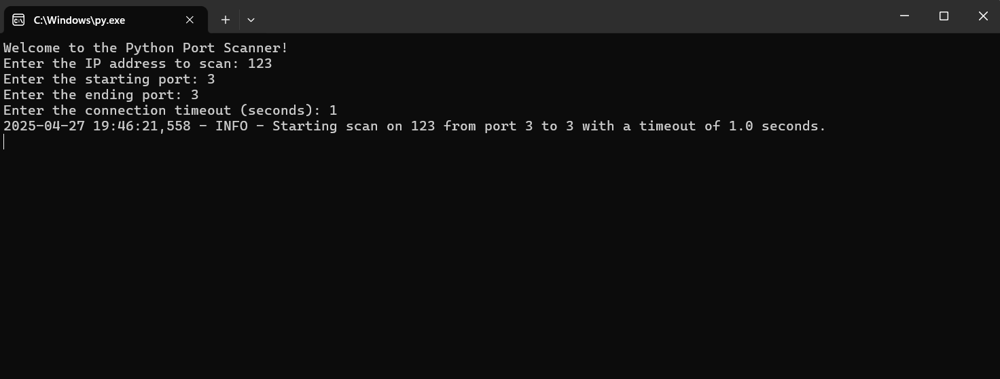 C:\Windows\py.exe
Welcome to the Python Port Scanner!
Enter the IP address to scan: 123
Enter the starting port: 3
Enter the ending port: 3
Enter the connection timeout (seconds): 1
2025-04-27 19:46:21,558 - INFO - Starting scan on 123 from port 3 to 3 with a timeout of 1.0 seconds.